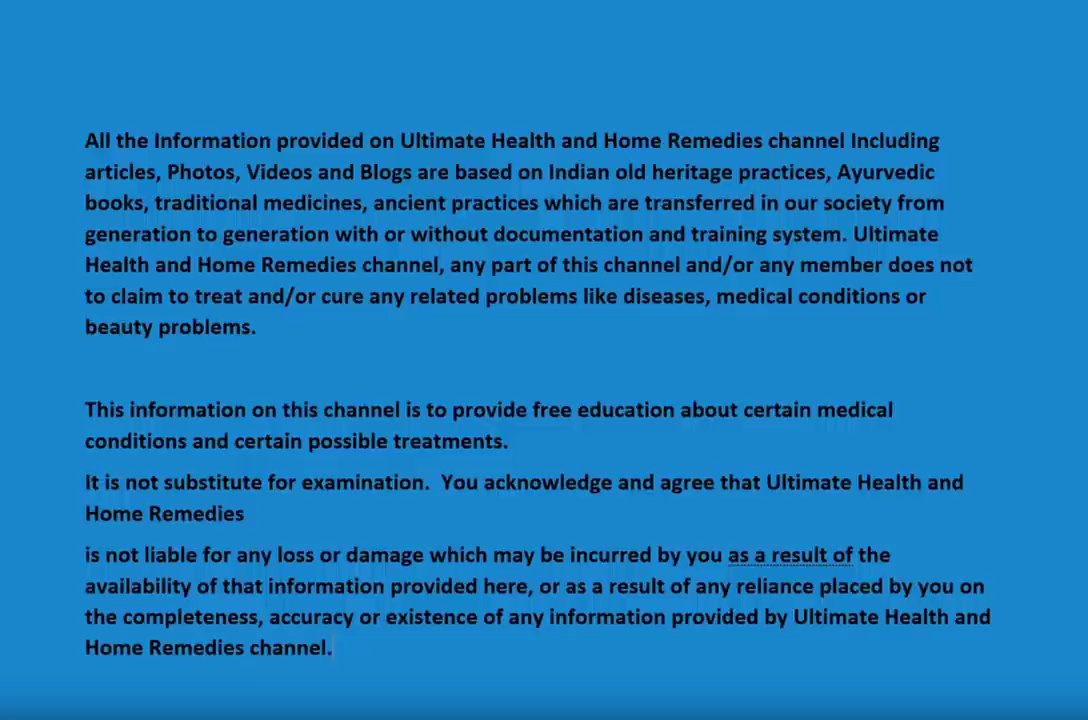 All the Information provided on Ultimate Health and Home Remedies channel Including
articles, Photos, Videos and Blogs are based on Indian old heritage practices, Ayurvedic
books, traditional medicines, ancient practices which are transferred in our society from
generation to generation with or without documentation and training system. Ultimate
Health and Home Remedies channel, any part of this channel and/or any member does not
to claim to treat and/or cure any related problems like diseases, medical conditions or
beauty problems.
This information on this channel is to provide free education about certain medical
conditions and certain possible treatments.
It is not substitute for examination.  You acknowledge and agree that Ultimate Health and
Home Remedies
is not liable for any loss or damage which may be incurred by you as a result of the
availability of that information provided here, or as a result of any reliance placed by you on
the completeness, accuracy or existence of any information provided by Ultimate Health and
Home Remedies channel.